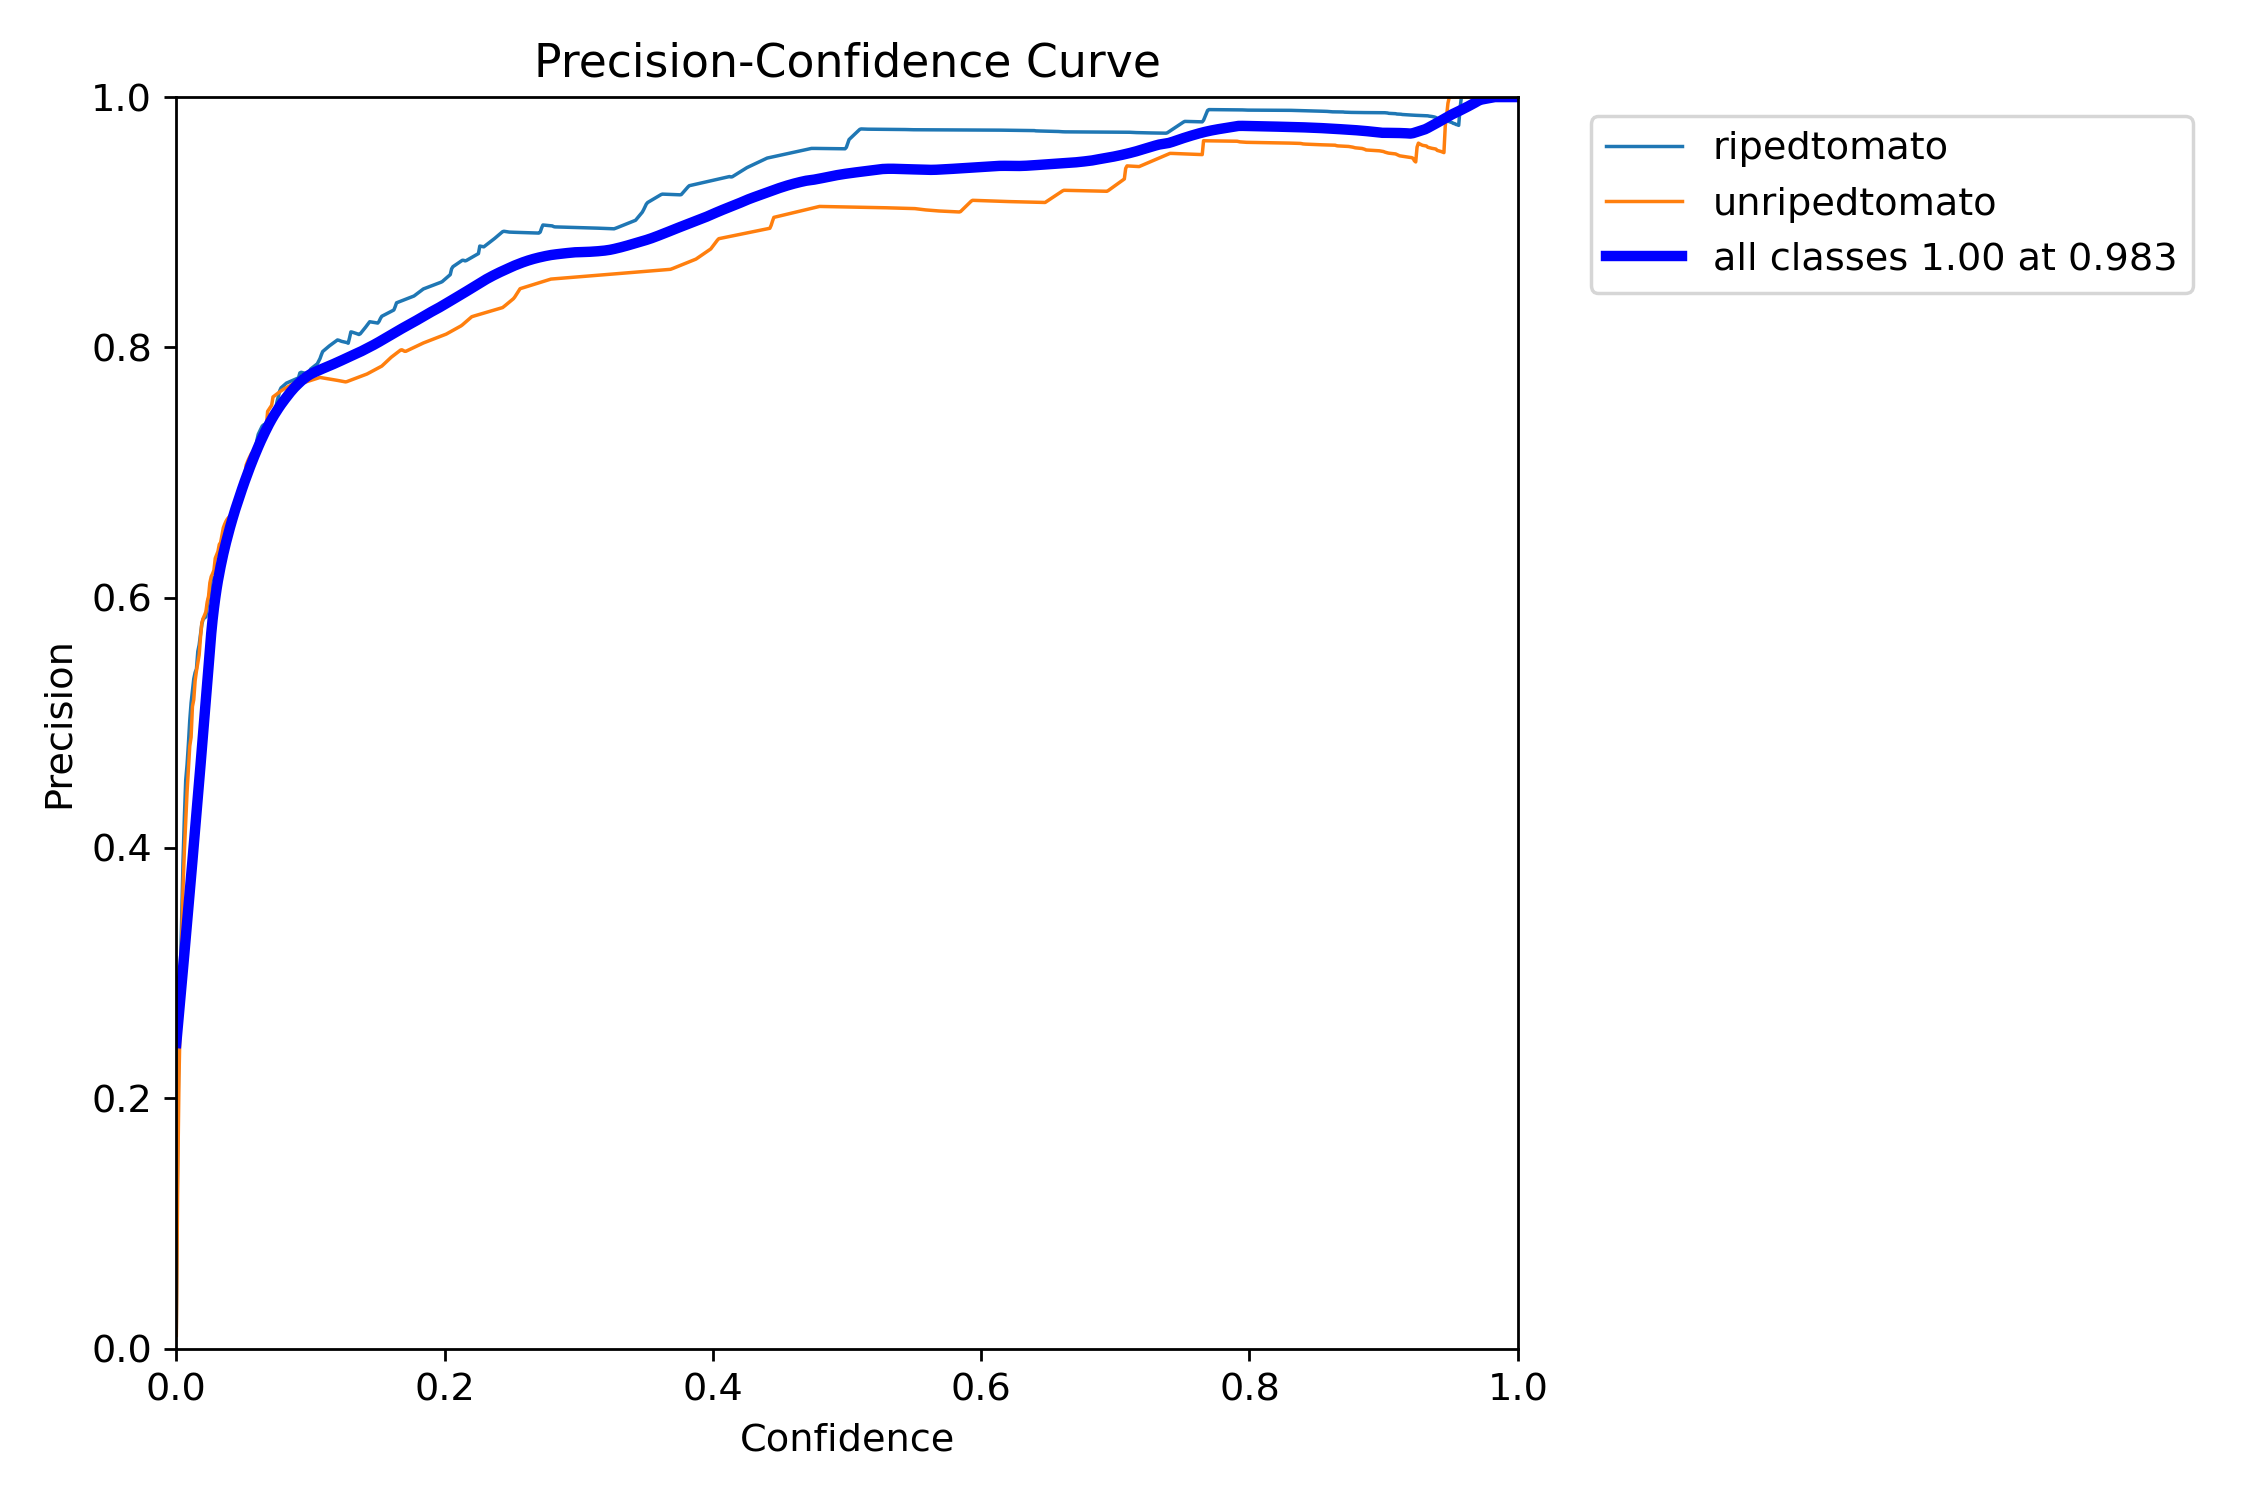 Precision-Confidence Curve
1.0
0.8
0.6
0.4
0.2
0.0
Precision
0.0 0.2 0.4 0.6 0.8 1.0
Confidence
ripedtomato
unripedtomato
all classes 1.00 at 0.983